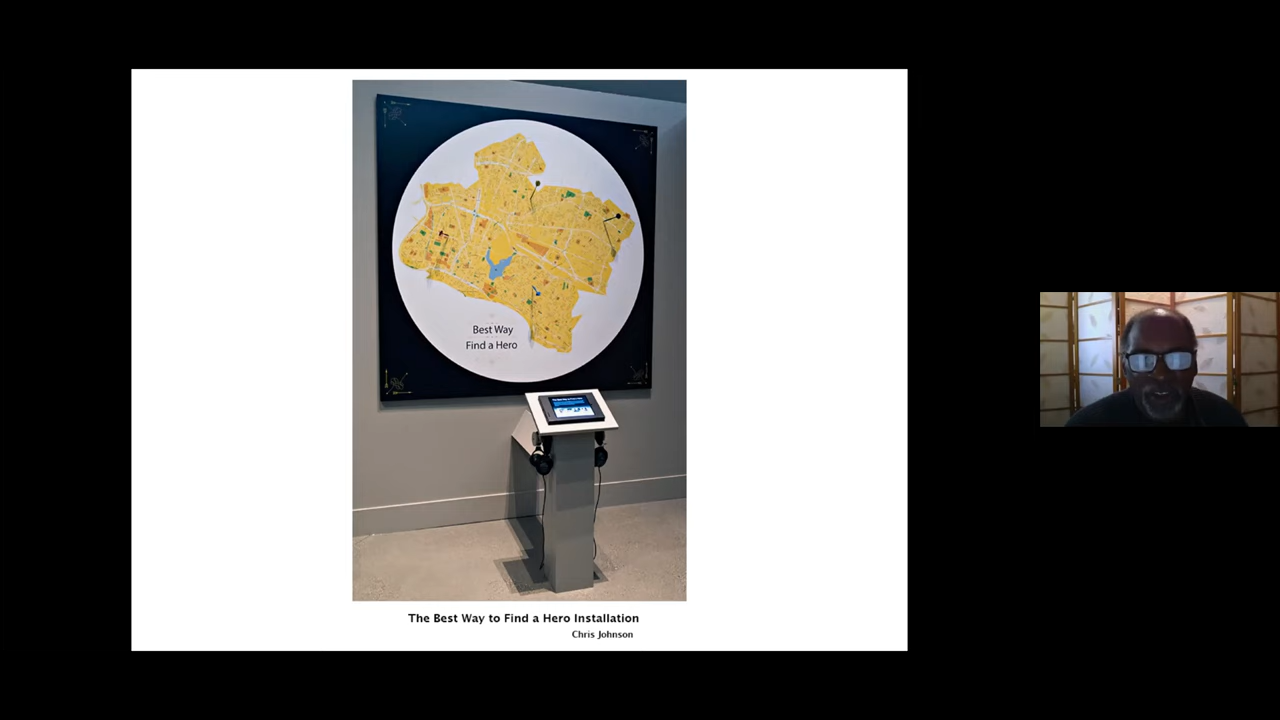 Best Way
Find a Hero
The Best Way to Find a Hero Installation
Chris Johnson